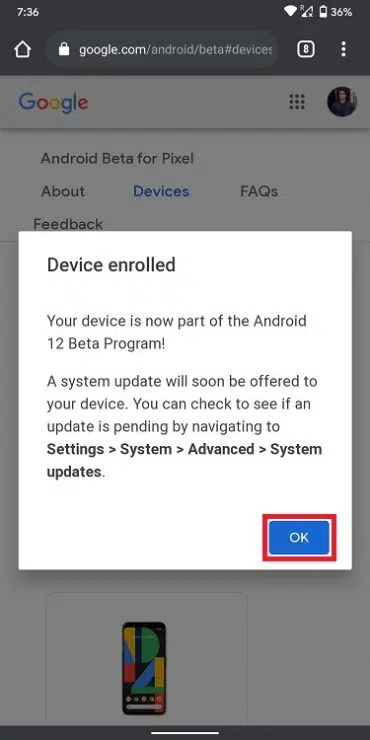 7:36
R
36%
google.com/android/beta#devices
8
Google
Android Beta for Pixel
About Devices FAQs
Feedback
Device enrolled
Your device is now part of the Android
12 Beta Program!
A system update will soon be offered to
your device. You can check to see if an
update is pending by navigating to
Settings > System > Advanced > System
updates.
OK